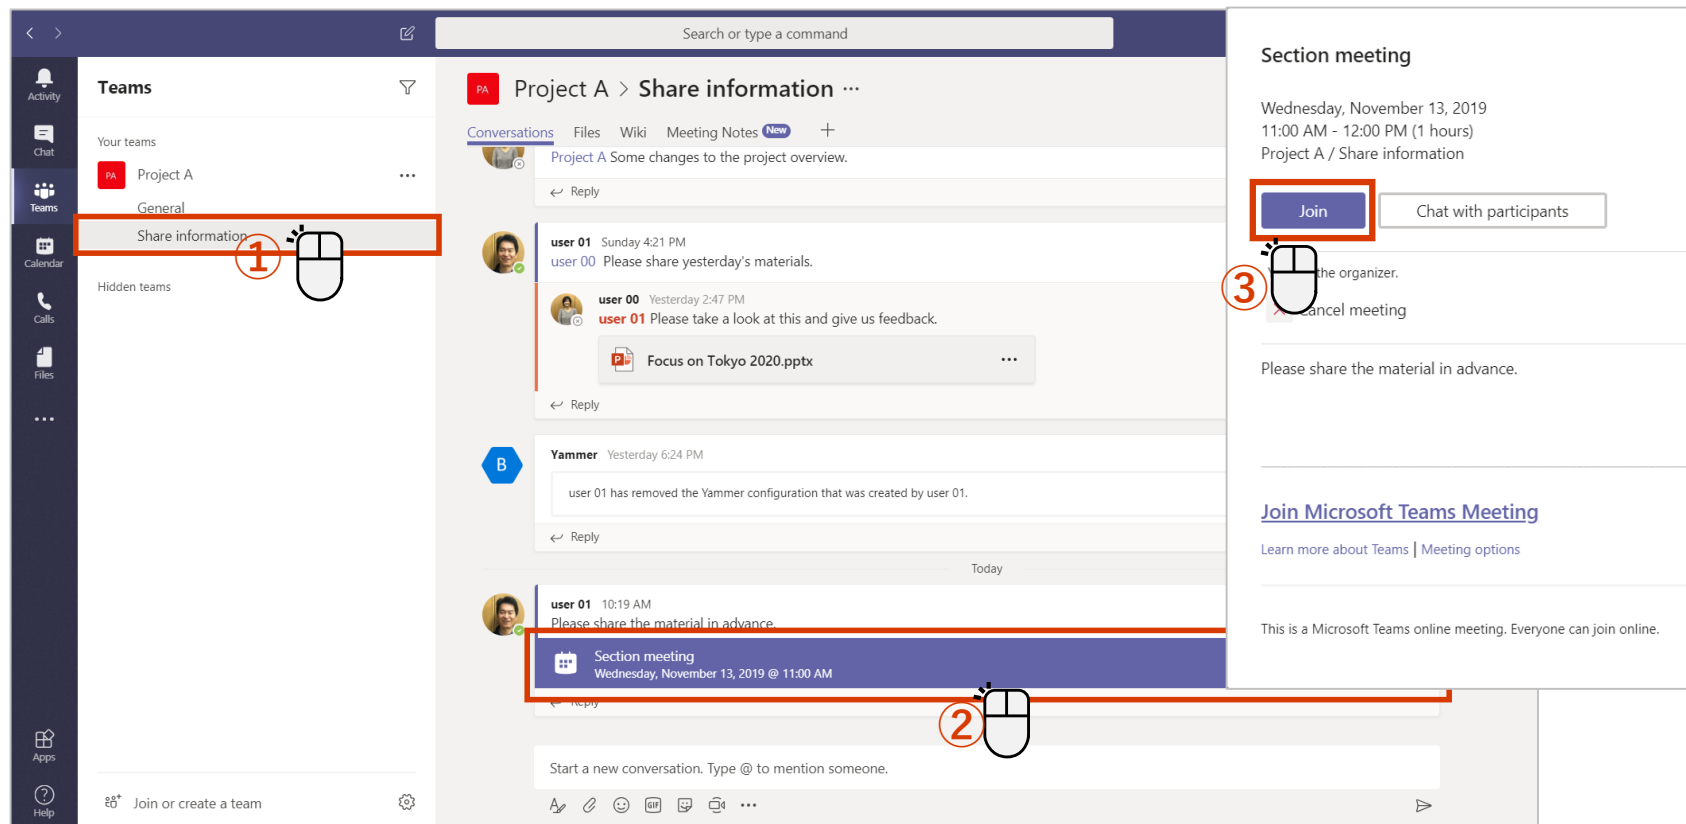 Search or type a command
Activity
Chat
Teams
Calendar
Calls
Files
Apps
Help
Teams
Your teams
PA Project A
General
Share information
Hidden teams
Join or create a team
①
PA Project A > Share information
Conversations Files Wiki Meeting Notes New
Project A Some changes to the project overview.
Reply
user 01 Sunday 4:21 PM
user 00 Please share yesterday's materials.
user 00 Yesterday 2:47 PM
user 01 Please take a look at this and give us feedback.
Focus on Tokyo 2020.pptx
Reply
B
Yammer Yesterday 6:24 PM
user 01 has removed the Yammer configuration that was created by user 01.
Reply
Today
user 01 10:19 AM
Please share the material in advance.
Section meeting
Wednesday, November 13, 2019 @ 11:00 AM
Reply
②
Start a new conversation. Type @ to mention someone.
GIF
Section meeting
Wednesday, November 13, 2019
11:00 AM - 12:00 PM (1 hours)
Project A / Share information
Join
Chat with participants
③
the organizer.
Cancel meeting
Please share the material in advance.
Join Microsoft Teams Meeting
Learn more about Teams | Meeting options
This is a Microsoft Teams online meeting. Everyone can join online.